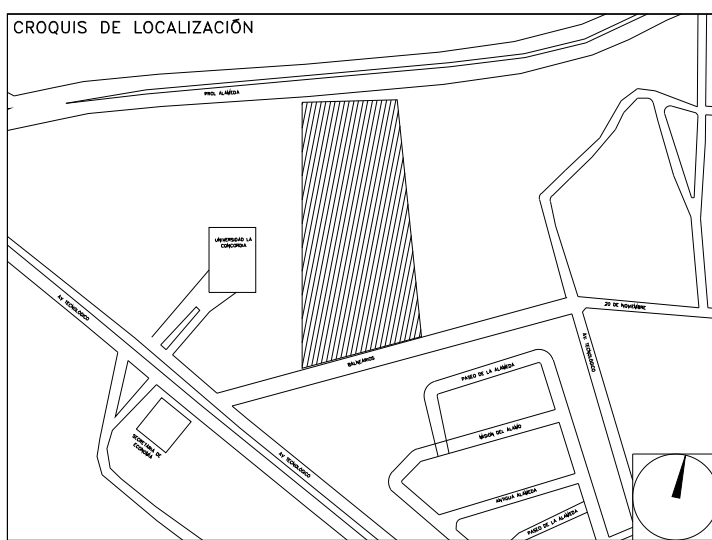 CROQUIS DE LOCALIZACIÓN
PROL ALAMEDA
UNIVERSIDAD LA
CONCORDIA
20 DE NOVIEMBRE
AV TECNOLOGICO
BALNEARIOS
AV TECNOLOGICO
PASEO DE LA ALAMEDA
MISION DEL ALAMO
SECRETARIA DE
ECONOMIA
AV TECNOLOGICO
ANTIGUA ALAMEDA
PASEO DE LA ALAMEDA